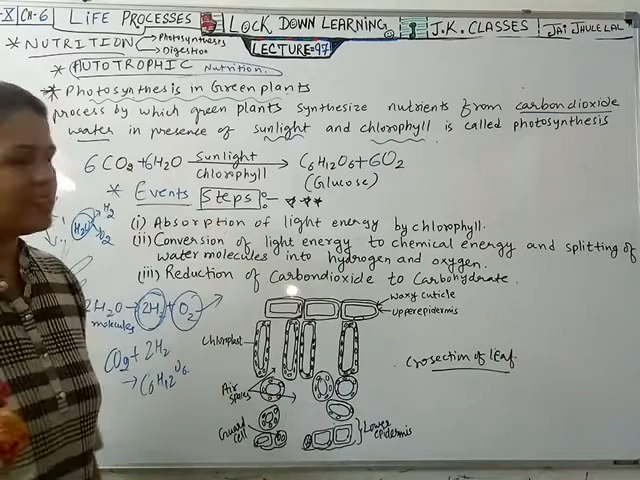 -X CH-6 LIFE PROCESSES LOCK DOWN LEARNING J.K. CLASSES JAI JHULELAL
* NUTRITION Photosynthesis
Digestion
LECTURE=97
* AUTOTROPHIC Nutrition.
* Photosynthesis in Green plants
process by which green plants synthesize nutrients from carbondioxide
water in presence of sunlight and chlorophyll is called photosynthesis
6CO2+6H2O Sunlight → C6H12O6+6O2
Chlorophyll
(Glucose)
* Events Steps
(i) Absorption of light energy by chlorophyll.
(ii) Conversion of light energy to chemical energy and splitting of
water molecules into hydrogen and oxygen.
(iii) Reduction of Carbondioxide to Carbohydrate.
H2O H2
O2
2H2O → 2H2 + O2
molecules
CO2 + 2H2
→ C6H12O6
Waxy cuticle
upperepidermis
Chloroplast
Air
spaces
Guard
cell
Lower
epidermis
Crosection of leaf